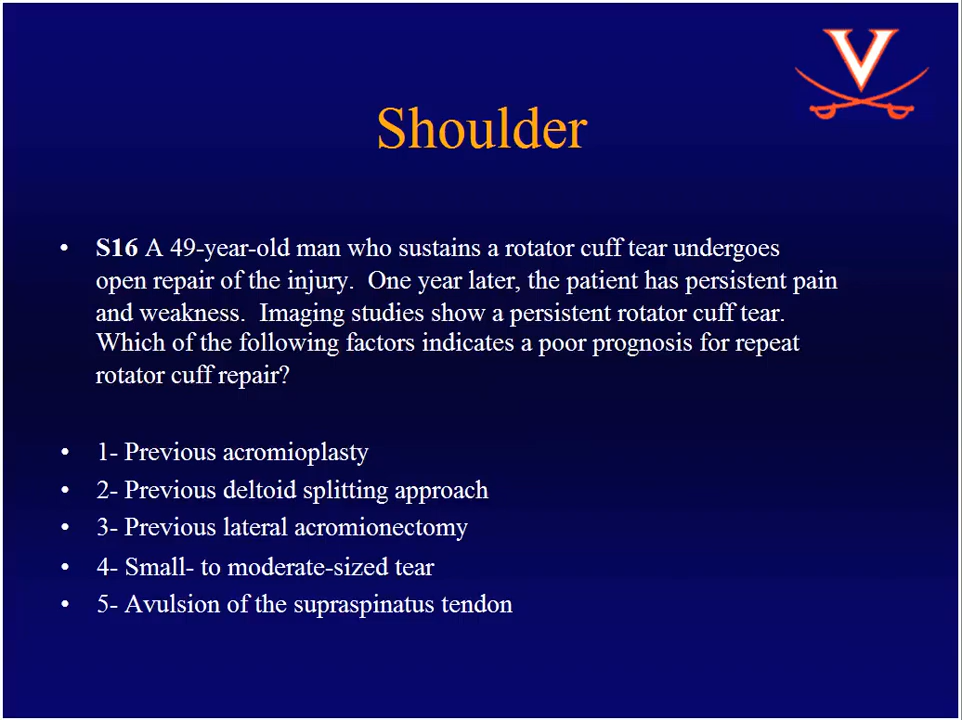 V
Shoulder
• S16 A 49-year-old man who sustains a rotator cuff tear undergoes
open repair of the injury. One year later, the patient has persistent pain
and weakness. Imaging studies show a persistent rotator cuff tear.
Which of the following factors indicates a poor prognosis for repeat
rotator cuff repair?
• 1- Previous acromioplasty
• 2- Previous deltoid splitting approach
• 3- Previous lateral acromionectomy
• 4- Small- to moderate-sized tear
• 5- Avulsion of the supraspinatus tendon